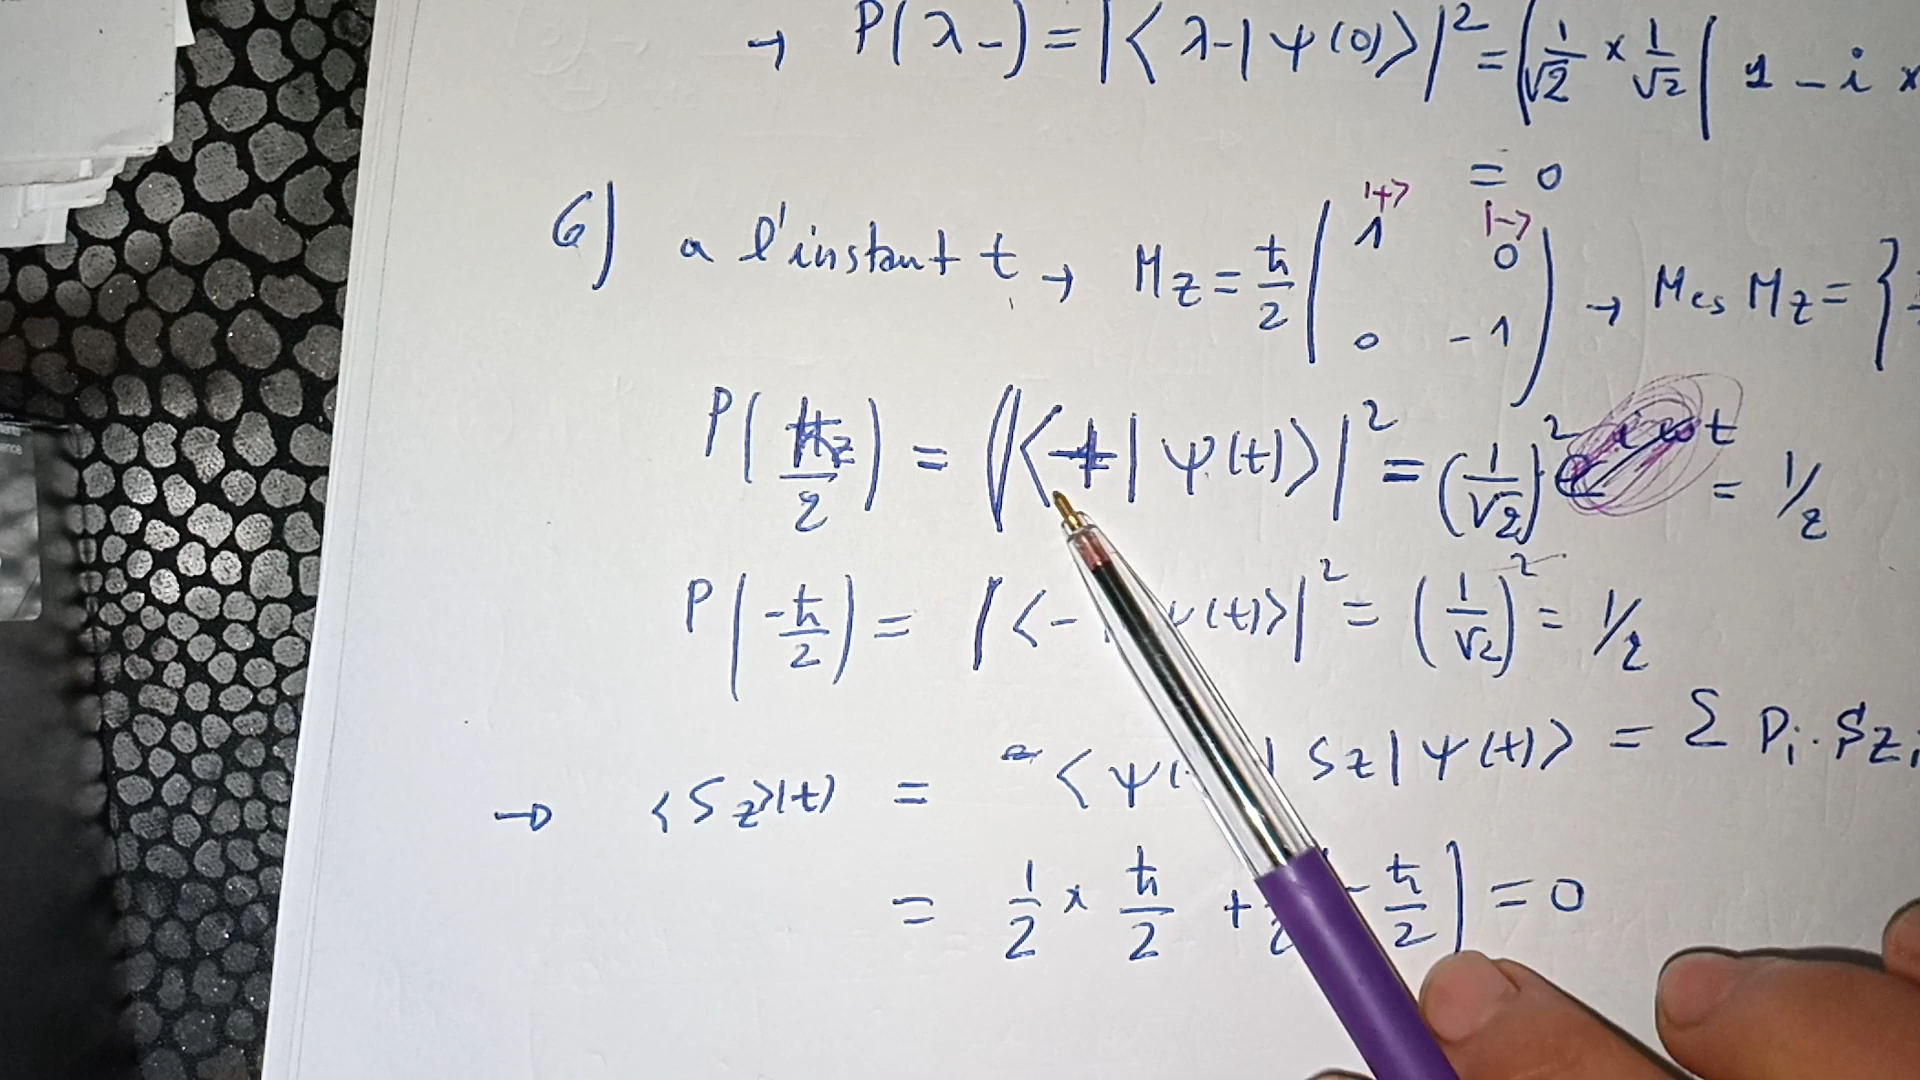 → P(λ-) = |⟨λ-|ψ(0)⟩|² = |1/√2 × 1/√2 ( 1 - i ×
= 0
6) a l'instant t → Mz = ħ/2 ( 1 0 → Mes Mz = {
|+⟩ |-⟩
0 -1 )
P(ħ/2) = |⟨+|ψ(t)⟩|² = (1/√2)² = 1/2
P(-ħ/2) = |⟨-|ψ(t)⟩|² = (1/√2)² = 1/2
→ ⟨Sz⟩(t) = ⟨ψ( | Sz | ψ(t)⟩ = Σ Pi . Szi
= 1/2 × ħ/2 + - ħ/2 ) = 0